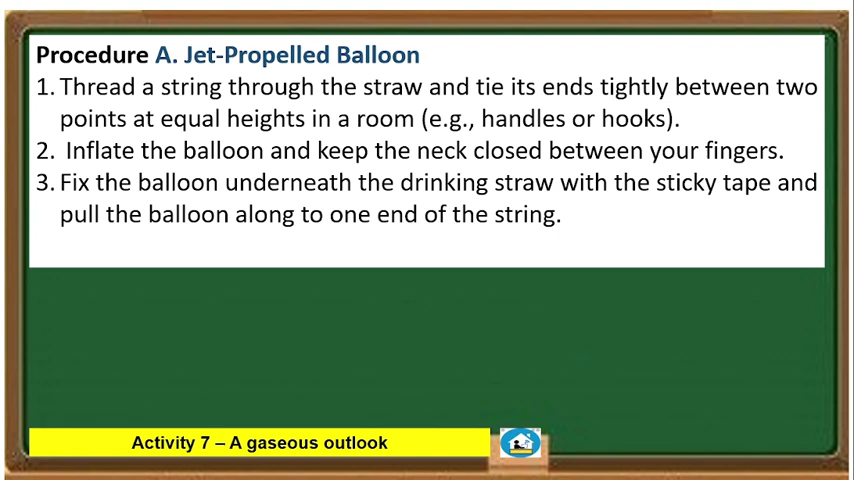 Procedure A. Jet-Propelled Balloon
1. Thread a string through the straw and tie its ends tightly between two
points at equal heights in a room (e.g., handles or hooks).
2. Inflate the balloon and keep the neck closed between your fingers.
3. Fix the balloon underneath the drinking straw with the sticky tape and
pull the balloon along to one end of the string.
Activity 7 – A gaseous outlook